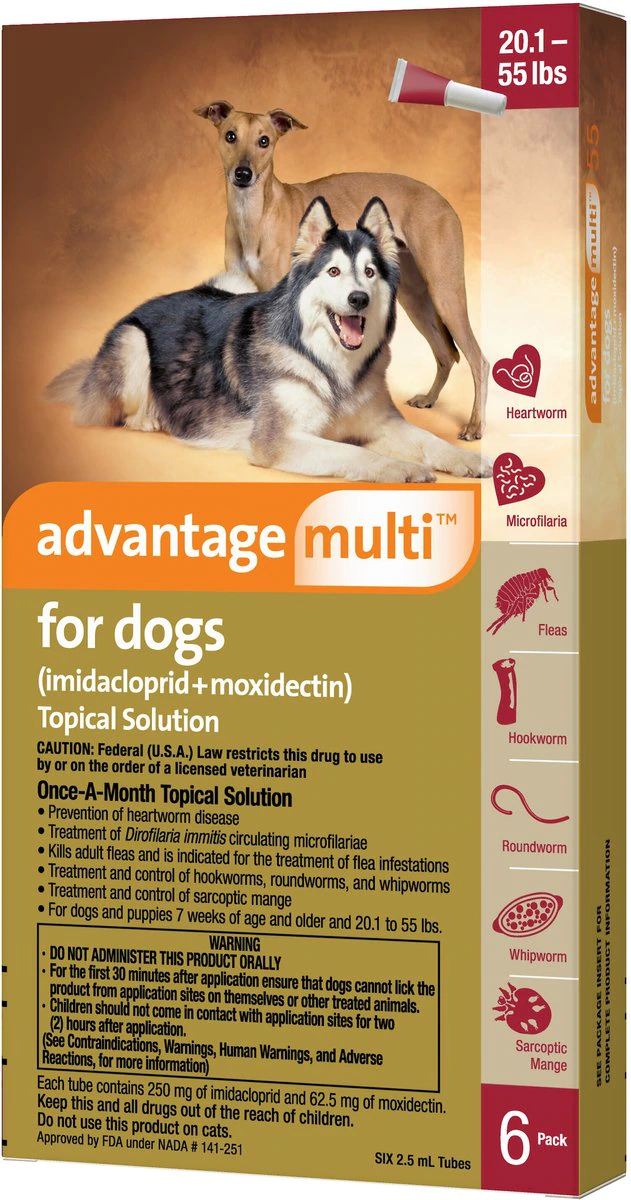 20.1–
55 lbs
Heartworm
Microfilaria
Fleas
Hookworm
Roundworm
Whipworm
Sarcoptic
Mange
6 Pack
advantage multi™
for dogs
(imidacloprid+moxidectin)
Topical Solution
CAUTION: Federal (U.S.A.) Law restricts this drug to use
by or on the order of a licensed veterinarian
Once-A-Month Topical Solution
• Prevention of heartworm disease
• Treatment of Dirofilaria immitis circulating microfilariae
• Kills adult fleas and is indicated for the treatment of flea infestations
• Treatment and control of hookworms, roundworms, and whipworms
• Treatment and control of sarcoptic mange
• For dogs and puppies 7 weeks of age and older and 20.1 to 55 lbs.
WARNING
· DO NOT ADMINISTER THIS PRODUCT ORALLY
· For the first 30 minutes after application ensure that dogs cannot lick the
product from application sites on themselves or other treated animals.
· Children should not come in contact with application sites for two
(2) hours after application.
(See Contraindications, Warnings, Human Warnings, and Adverse
Reactions, for more information)
Each tube contains 250 mg of imidacloprid and 62.5 mg of moxidectin.
Keep this and all drugs out of the reach of children.
Do not use this product on cats.
Approved by FDA under NADA # 141-251
SIX 2.5 mL Tubes
advantage multi™ 55
for dogs
(imidacloprid+moxidectin)
Topical Solution
SEE PACKAGE INSERT FOR
COMPLETE PRODUCT INFORMATION